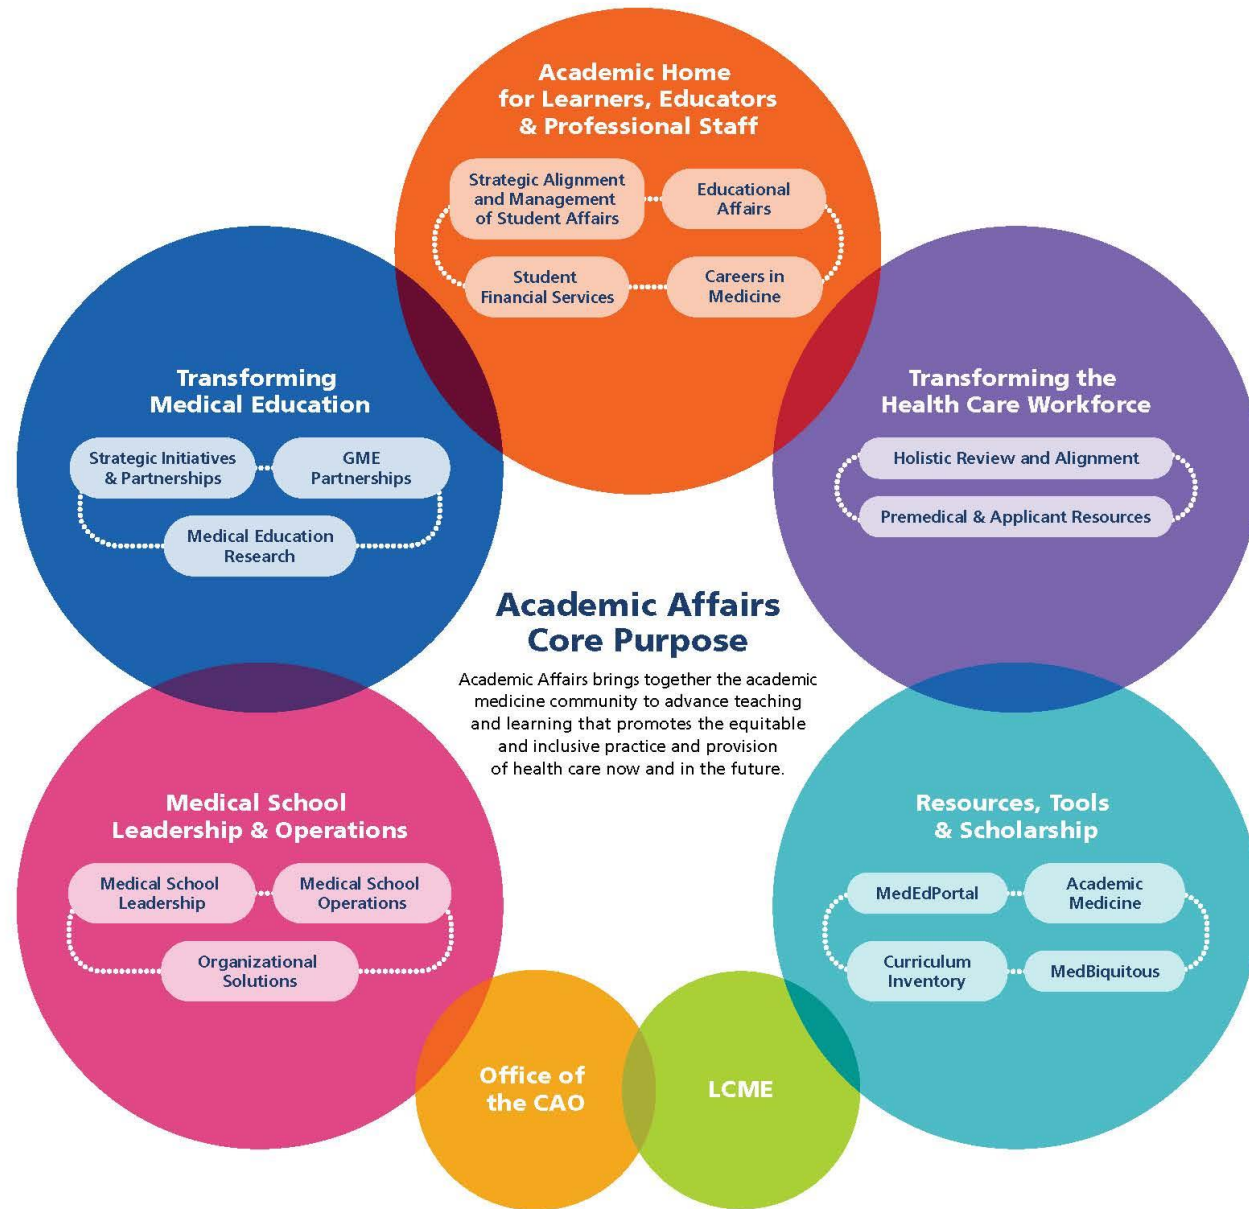 Academic Home
for Learners, Educators
& Professional Staff
Strategic Alignment
and Management
of Student Affairs
Educational
Affairs
Student
Financial Services
Careers in
Medicine
Transforming
Medical Education
Strategic Initiatives
& Partnerships
GME
Partnerships
Medical Education
Research
Transforming the
Health Care Workforce
Holistic Review and Alignment
Premedical & Applicant Resources
Academic Affairs
Core Purpose
Academic Affairs brings together the academic
medicine community to advance teaching
and learning that promotes the equitable
and inclusive practice and provision
of health care now and in the future.
Medical School
Leadership & Operations
Medical School
Leadership
Medical School
Operations
Organizational
Solutions
Resources, Tools
& Scholarship
MedEdPortal
Academic
Medicine
Curriculum
Inventory
MedBiquitous
Office of
the CAO
LCME